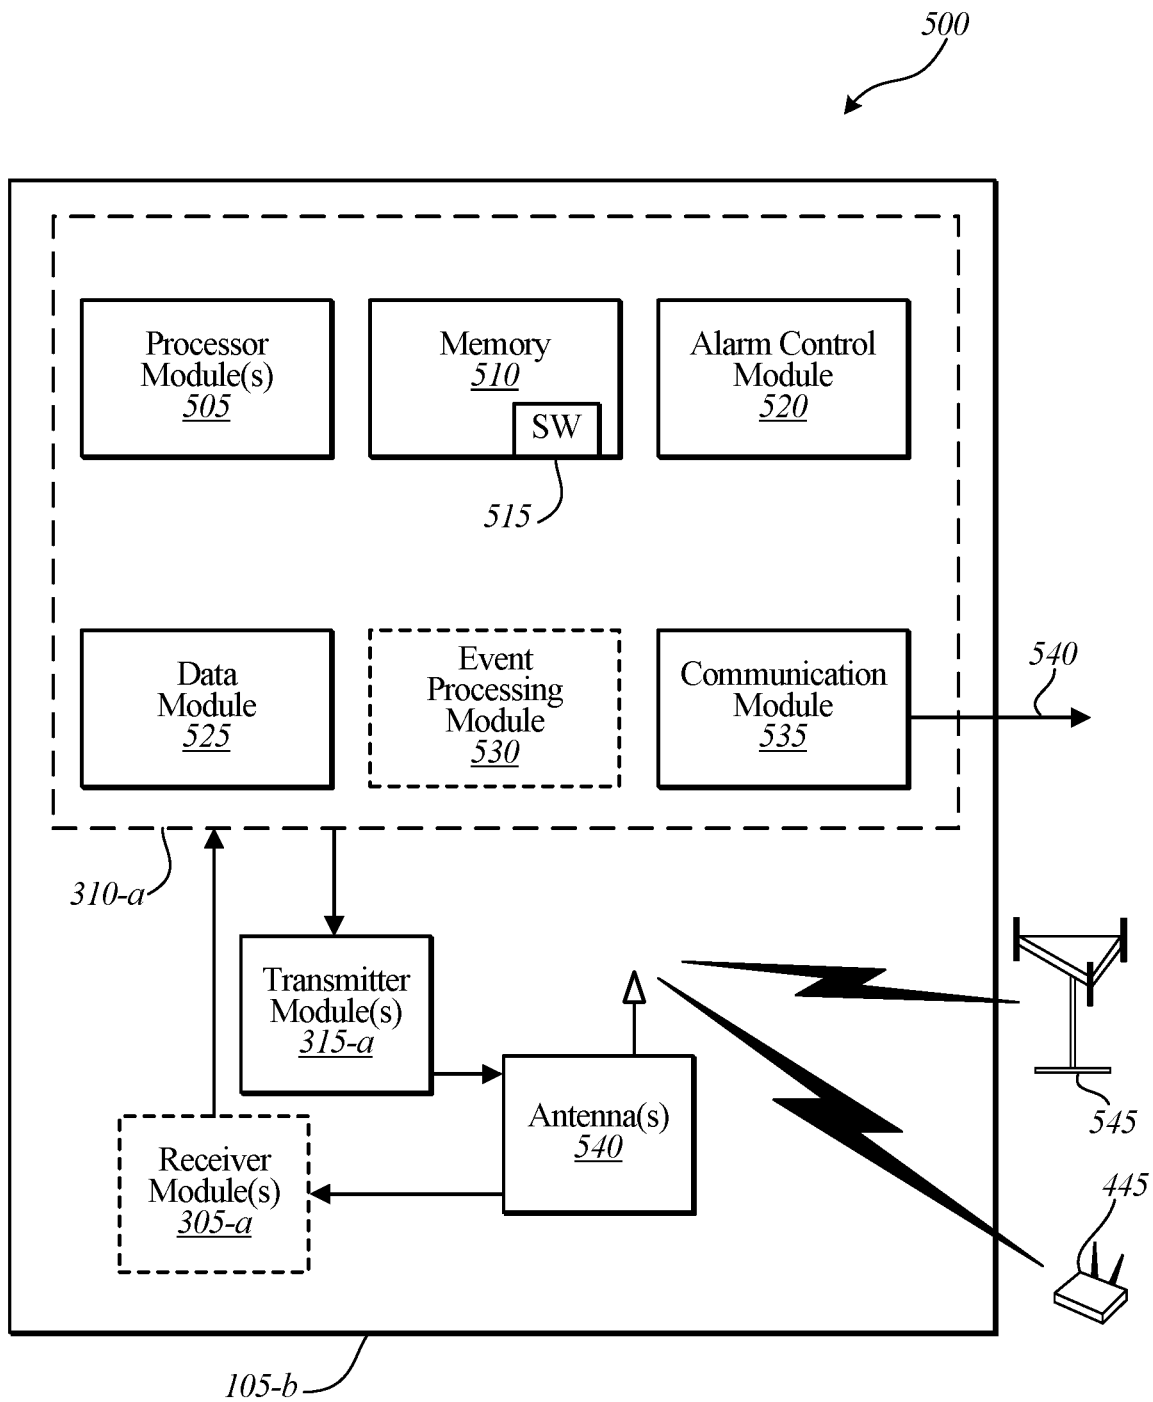 500
Processor
Module(s)
505
Memory
510
SW
515
Alarm Control
Module
520
Data
Module
525
Event
Processing
Module
530
Communication
Module
535
540
310-a
Transmitter
Module(s)
315-a
Antenna(s)
540
Receiver
Module(s)
305-a
545
445
105-b